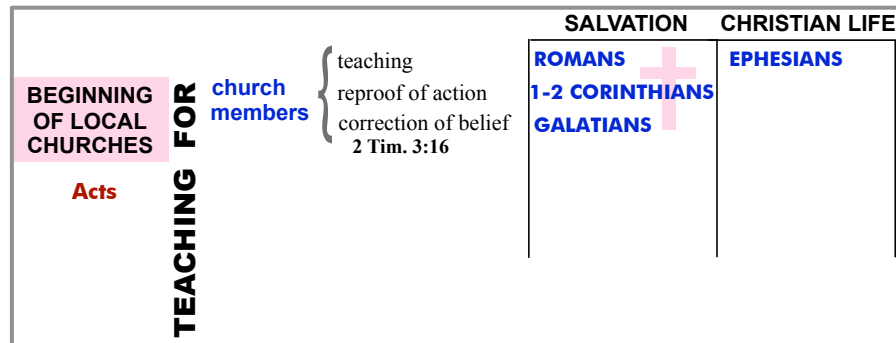 SALVATION CHRISTIAN LIFE
BEGINNING
OF LOCAL
CHURCHES
Acts
TEACHING FOR
church
members
teaching
reproof of action
correction of belief
2 Tim. 3:16
ROMANS
1-2 CORINTHIANS
GALATIANS
EPHESIANS